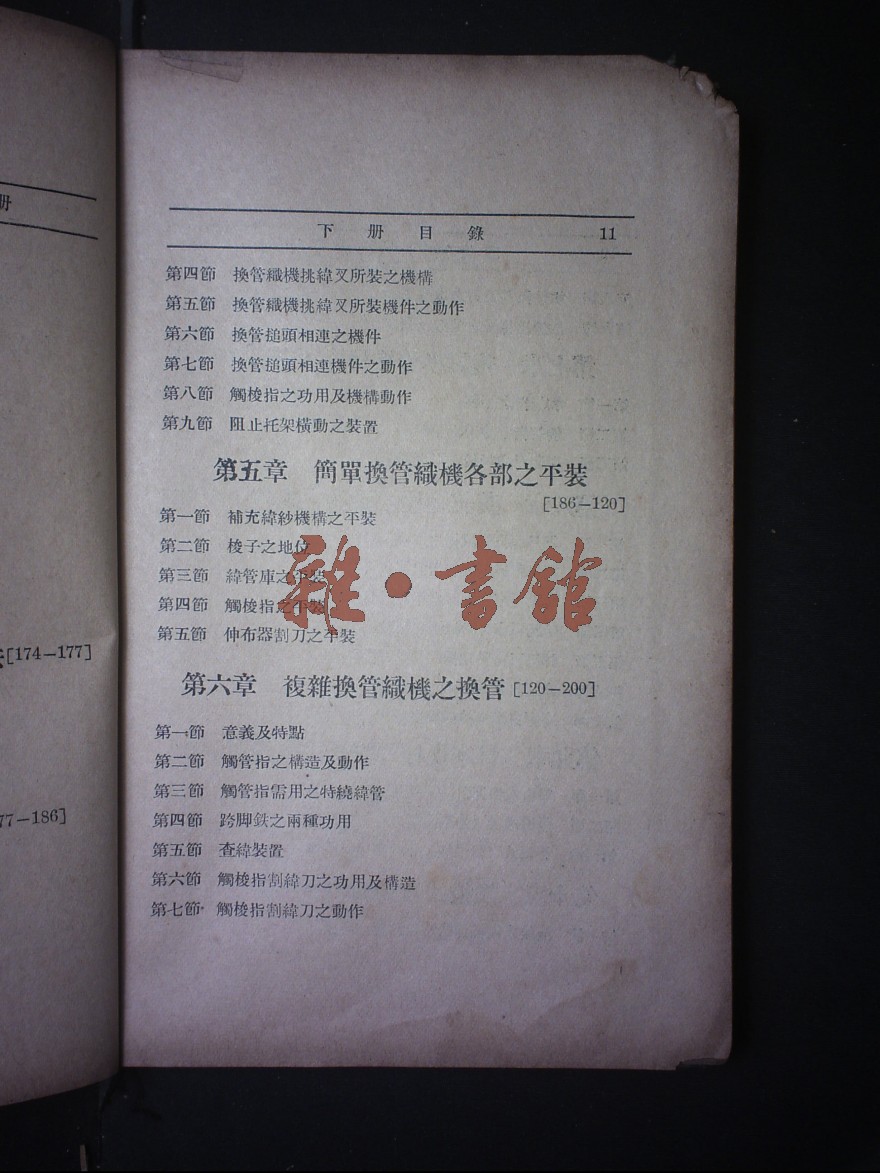 册
[174—177]
77—186]
下册目錄 11
第四節 換管織機挑緯叉所裝之機構
第五節 換管織機挑緯叉所裝機件之動作
第六節 換管搥頭相連之機件
第七節 換管搥頭相連機件之動作
第八節 觸梭指之功用及機構動作
第九節 阻止托架橫動之裝置
第五章 簡單換管織機各部之平裝
[186—120]
第一節 補充緯紗機構之平裝
第二節 梭子之地位
第三節 緯管庫之平裝
第四節 觸梭指之平裝
第五節 伸布器割刀之平裝
雜·書館
第六章 複雜換管織機之換管 [120—200]
第一節 意義及特點
第二節 觸管指之構造及動作
第三節 觸管指需用之特繞緯管
第四節 跨脚鉄之兩種功用
第五節 查緯裝置
第六節 觸梭指割緯刀之功用及構造
第七節 觸梭指割緯刀之動作